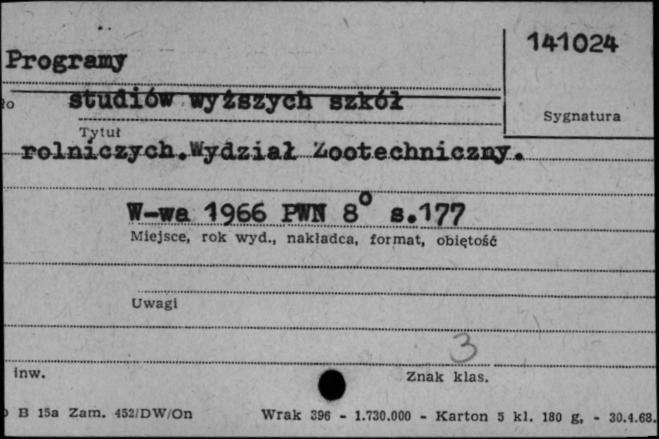 141024
Programy
ło studiów wyższych szkół
Sygnatura
Tytuł
rolniczych.Wydział Zootechniczny.
W-wa 1966 PWN 8° s.177
Miejsce, rok wyd., nakładca, format, objętość
Uwagi
3
inw.
Znak klas.
B 15a Zam. 452/DW/On Wrak 396 - 1.730.000 - Karton 5 kl. 180 g, - 30.4.68.